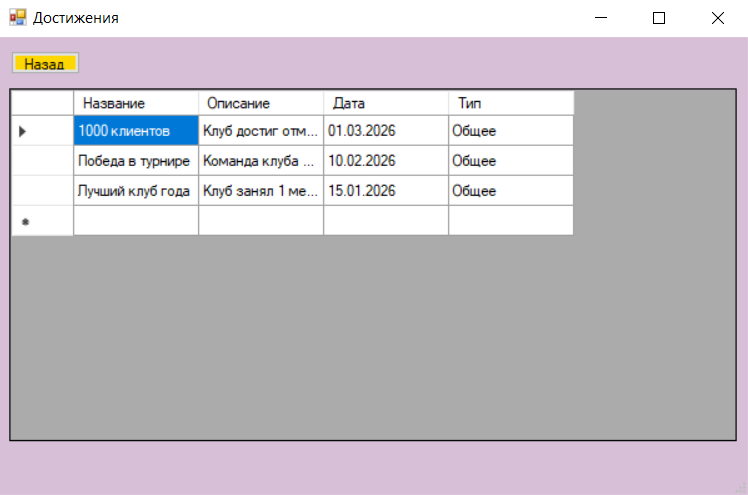 Достижения
Назад
Название Описание Дата Тип
1000 клиентов Клуб достиг отм... 01.03.2026 Общее
Победа в турнире Команда клуба ... 10.02.2026 Общее
Лучший клуб года Клуб занял 1 ме... 15.01.2026 Общее